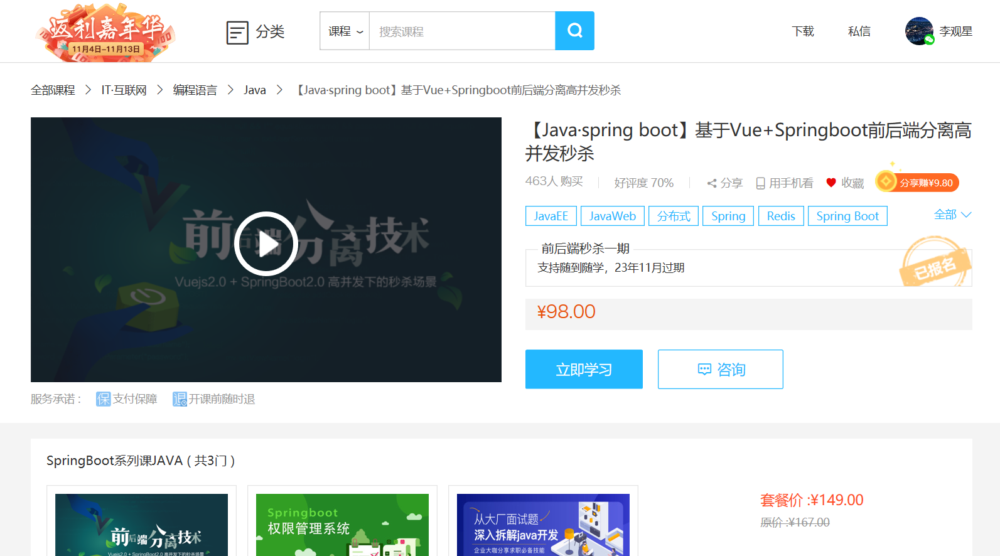 返利嘉年华
11月4日-11月13日
分类
课程
搜索课程
下载
私信
李观星
全部课程 > IT·互联网 > 编程语言 > Java > 【Java·spring boot】基于Vue+Springboot前后端分离高并发秒杀
前后端分离技术
Vuejs2.0 + SpringBoot2.0 高并发下的秒杀场景
服务承诺：
保 支付保障
退 开课前随时退
【Java·spring boot】基于Vue+Springboot前后端分离高
并发秒杀
463人 购买
好评度 70%
分享
用手机看
收藏
分享赚¥9.80
JavaEE
JavaWeb
分布式
Spring
Redis
Spring Boot
全部
前后端秒杀一期
支持随到随学，23年11月过期
已报名
¥98.00
立即学习
咨询
SpringBoot系列课JAVA ( 共3门 )
前后端分离技术
Vuejs2.0 + SpringBoot2.0 高并发下的秒杀场景
Springboot
权限管理系统
从大厂面试题
深入拆解java开发
企业大咖分享求职必备技能
套餐价 :¥149.00
原价 :¥167.00